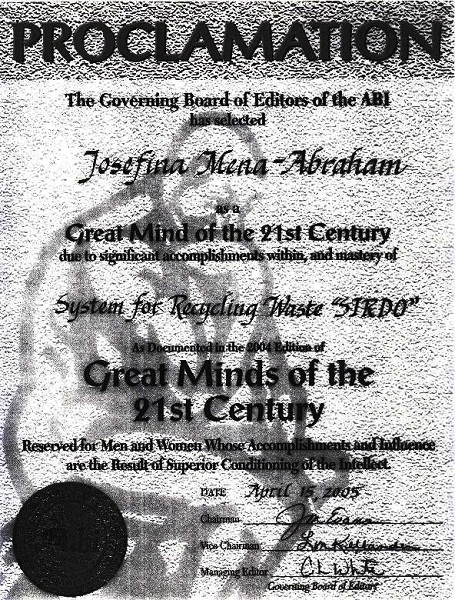 PROCLAMATION
The Governing Board of Editors of the ABI
has selected
Josefina Mena-Abraham
as a
Great Mind of the 21st Century
due to significant accomplishments within, and mastery of
System for Recycling Waste "SIRDO"
As Documented in the 2004 Edition of
Great Minds of the
21st Century
Reserved for Men and Women Whose Accomplishments and Influence
are the Result of Superior Conditioning of the Intellect.
DATE April 15, 2005
Chairman
Vice Chairman
Managing Editor
Governing Board of Editors